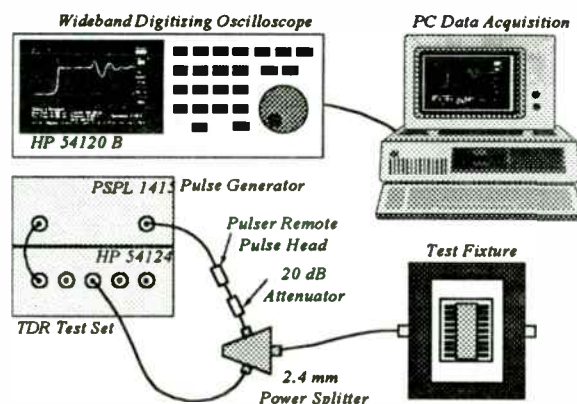 Wideband Digitizing Oscilloscope
PC Data Acquisition
HP 54120 B
PSPL 1415 Pulse Generator
HP 54124
TDR Test Set
Pulser Remote
Pulse Head
20 dB
Attenuator
2.4 mm
Power Splitter
Test Fixture